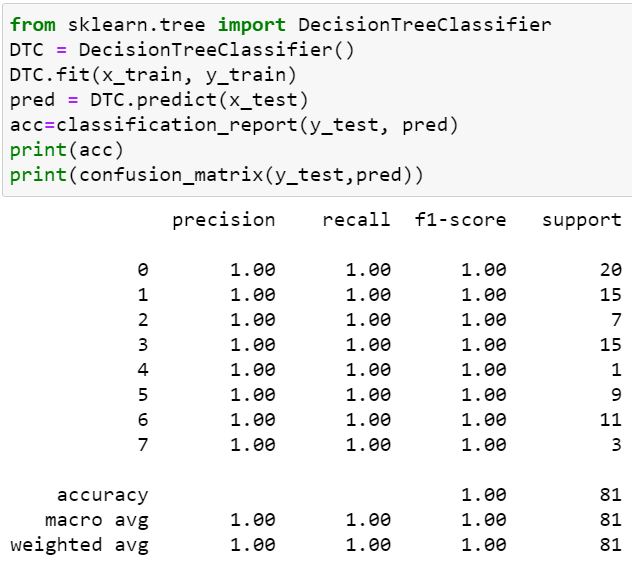 from sklearn.tree import DecisionTreeClassifier
DTC = DecisionTreeClassifier()
DTC.fit(x_train, y_train)
pred = DTC.predict(x_test)
acc=classification_report(y_test, pred)
print(acc)
print(confusion_matrix(y_test,pred))
precision recall f1-score support
0 1.00 1.00 1.00 20
1 1.00 1.00 1.00 15
2 1.00 1.00 1.00 7
3 1.00 1.00 1.00 15
4 1.00 1.00 1.00 1
5 1.00 1.00 1.00 9
6 1.00 1.00 1.00 11
7 1.00 1.00 1.00 3
accuracy 1.00 81
macro avg 1.00 1.00 1.00 81
weighted avg 1.00 1.00 1.00 81